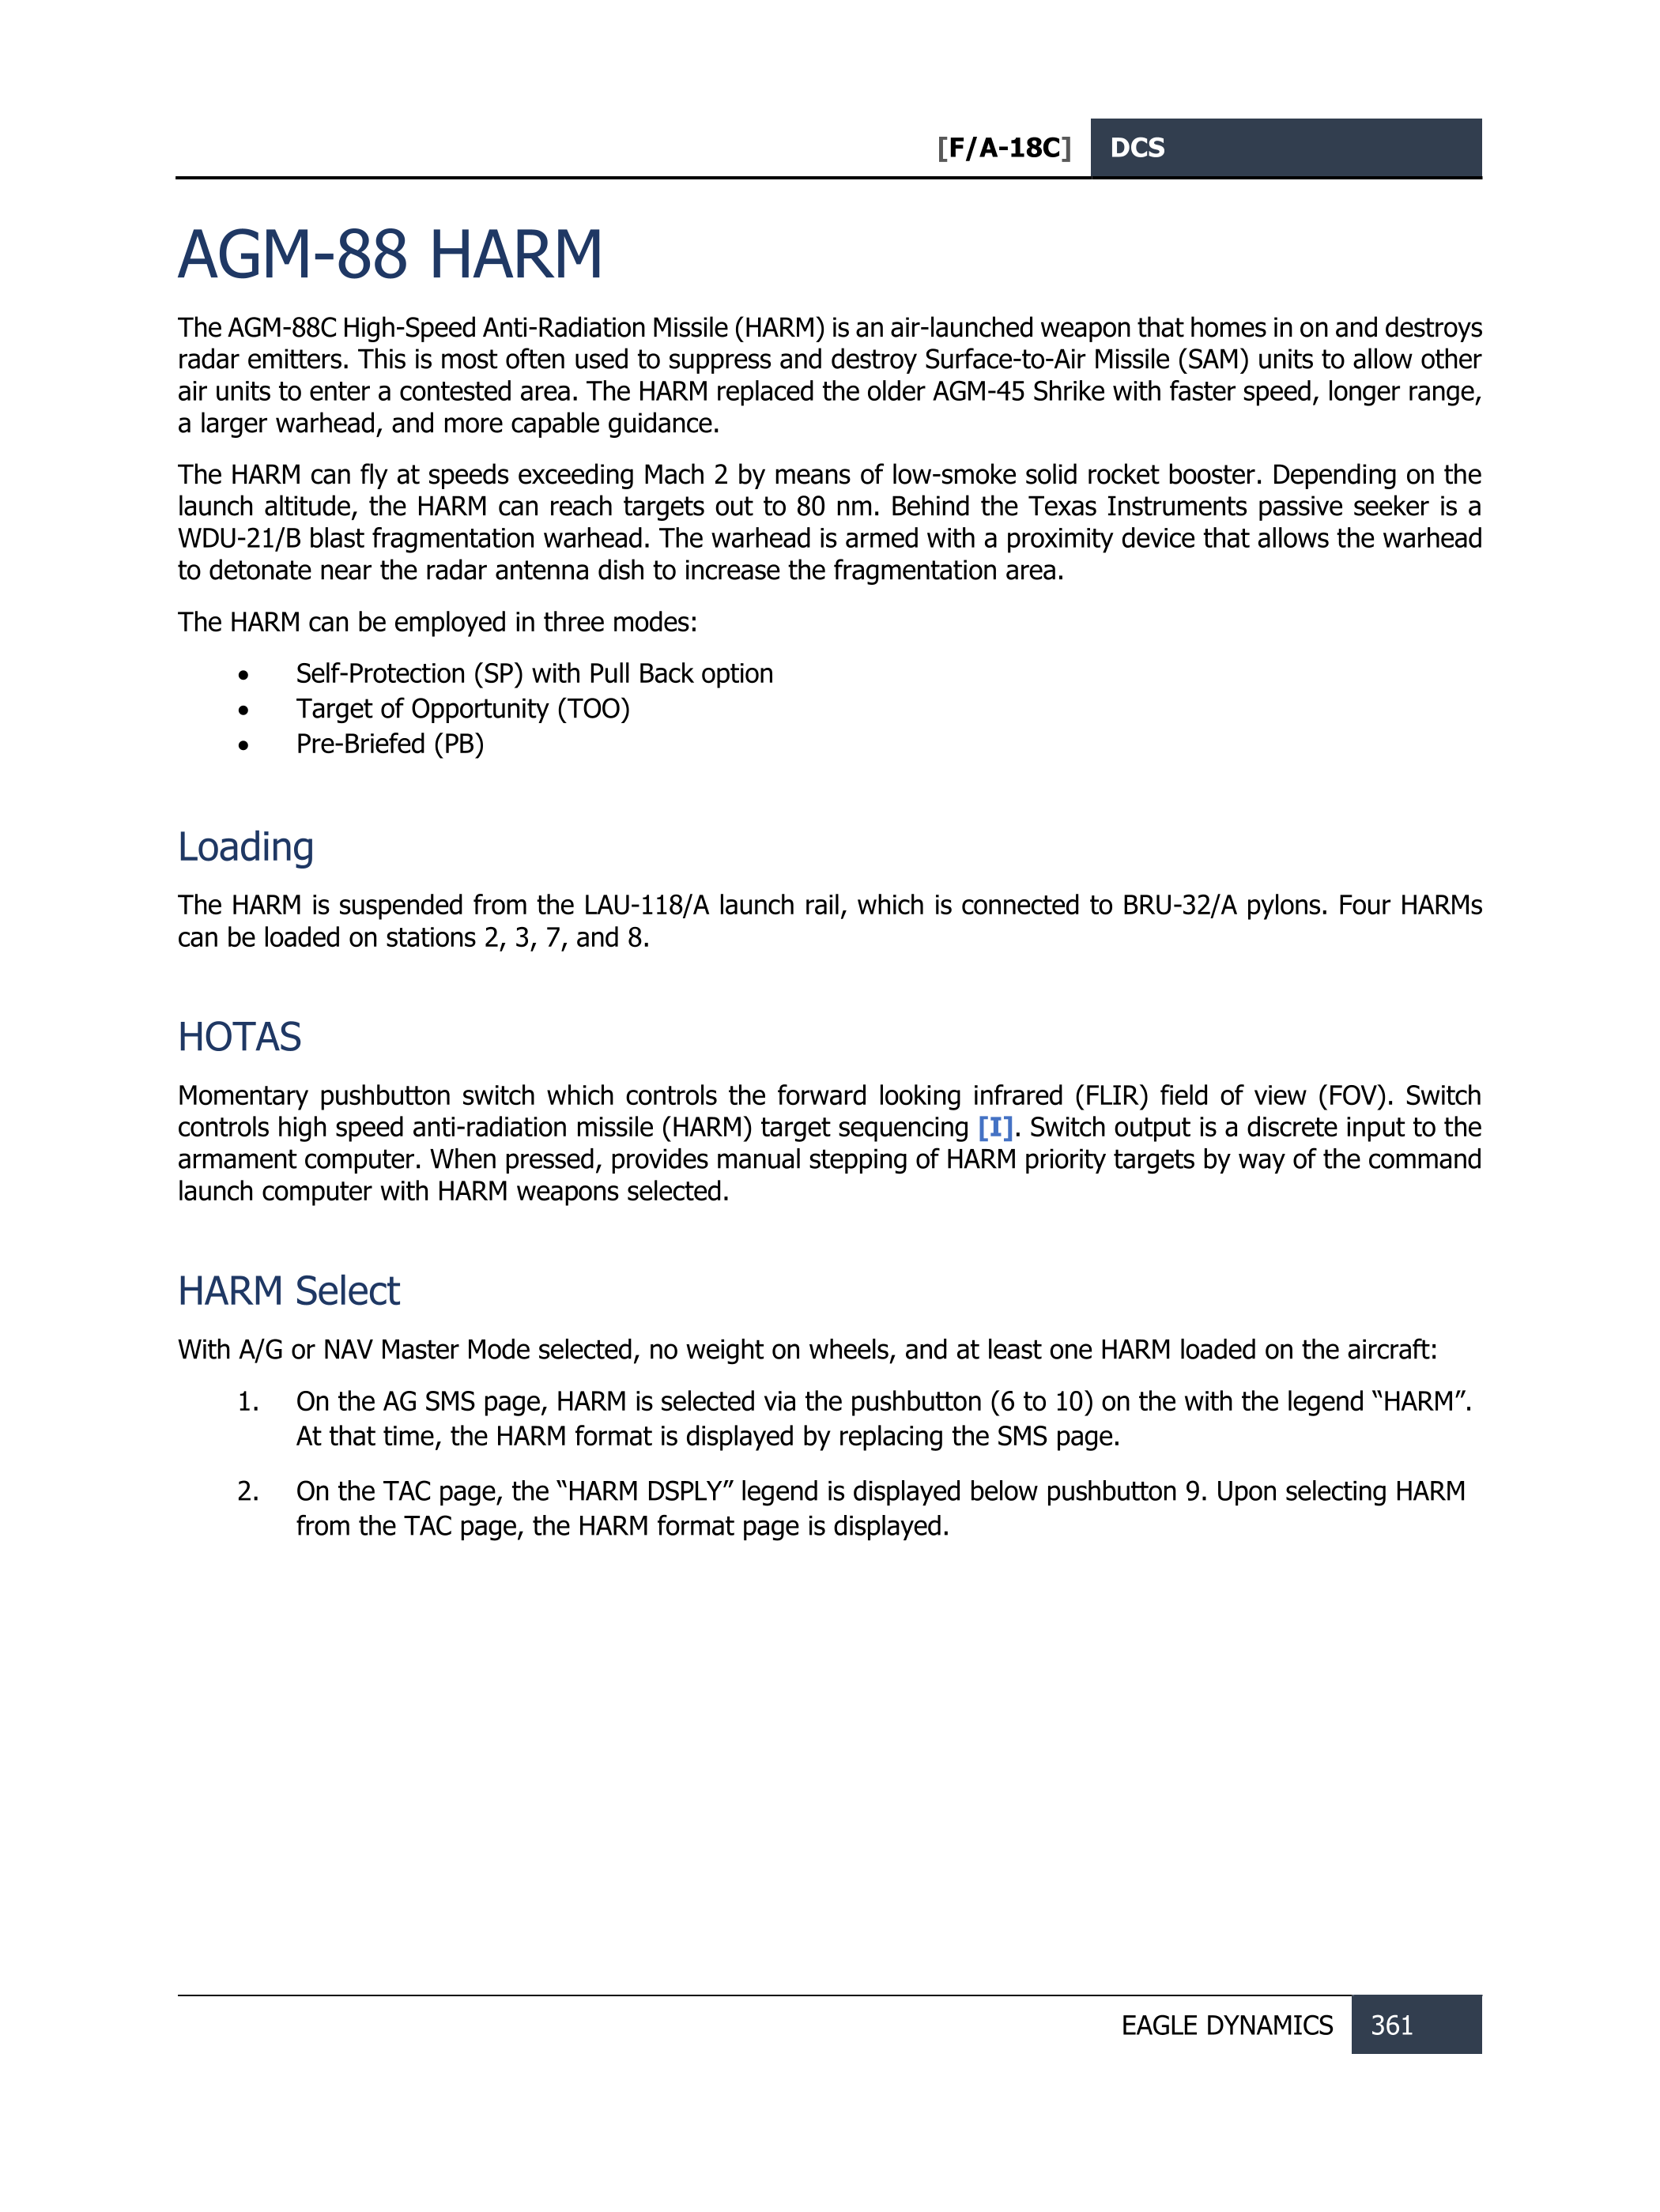 [F/A-18C] DCS
AGM-88 HARM
The AGM-88C High-Speed Anti-Radiation Missile (HARM) is an air-launched weapon that homes in on and destroys
radar emitters. This is most often used to suppress and destroy Surface-to-Air Missile (SAM) units to allow other
air units to enter a contested area. The HARM replaced the older AGM-45 Shrike with faster speed, longer range,
a larger warhead, and more capable guidance.
The HARM can fly at speeds exceeding Mach 2 by means of low-smoke solid rocket booster. Depending on the
launch altitude, the HARM can reach targets out to 80 nm. Behind the Texas Instruments passive seeker is a
WDU-21/B blast fragmentation warhead. The warhead is armed with a proximity device that allows the warhead
to detonate near the radar antenna dish to increase the fragmentation area.
The HARM can be employed in three modes:
• Self-Protection (SP) with Pull Back option
• Target of Opportunity (TOO)
• Pre-Briefed (PB)
Loading
The HARM is suspended from the LAU-118/A launch rail, which is connected to BRU-32/A pylons. Four HARMs
can be loaded on stations 2, 3, 7, and 8.
HOTAS
Momentary pushbutton switch which controls the forward looking infrared (FLIR) field of view (FOV). Switch
controls high speed anti-radiation missile (HARM) target sequencing [I]. Switch output is a discrete input to the
armament computer. When pressed, provides manual stepping of HARM priority targets by way of the command
launch computer with HARM weapons selected.
HARM Select
With A/G or NAV Master Mode selected, no weight on wheels, and at least one HARM loaded on the aircraft:
1. On the AG SMS page, HARM is selected via the pushbutton (6 to 10) on the with the legend “HARM”.
At that time, the HARM format is displayed by replacing the SMS page.
2. On the TAC page, the “HARM DSPLY” legend is displayed below pushbutton 9. Upon selecting HARM
from the TAC page, the HARM format page is displayed.
EAGLE DYNAMICS 361